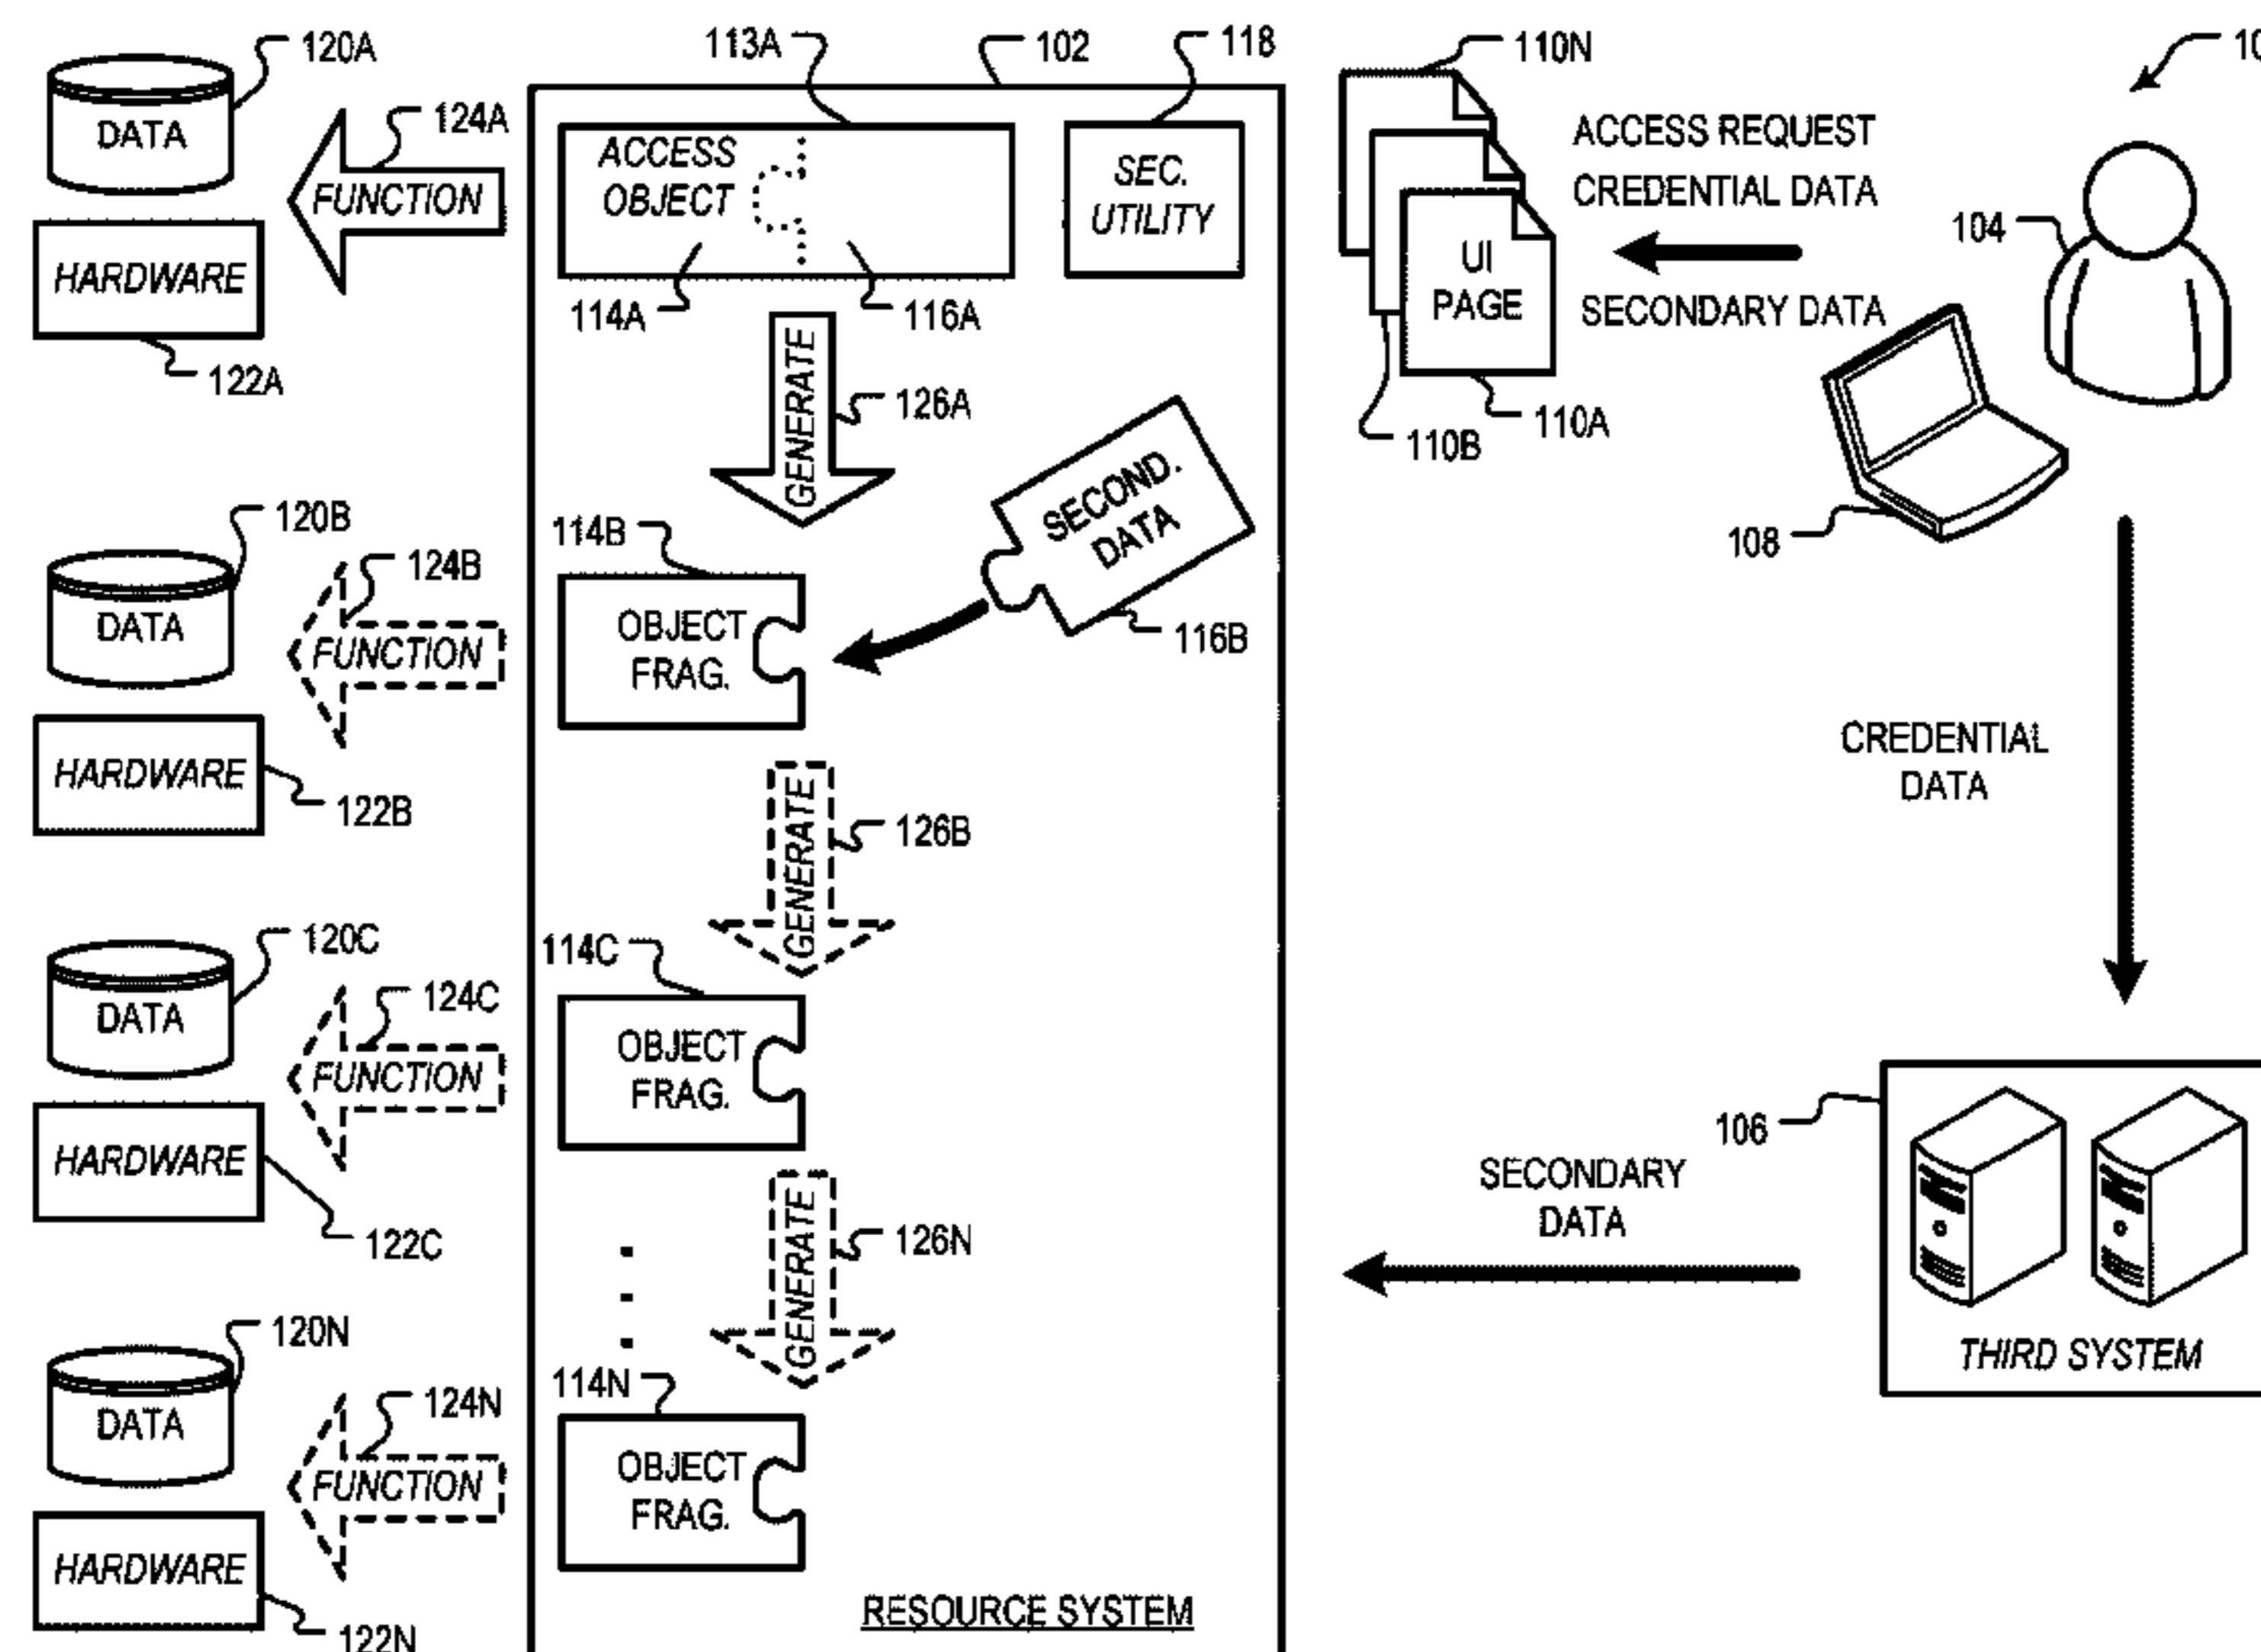 120A
DATA
124A
FUNCTION
HARDWARE
122A
120B
DATA
124B
FUNCTION
HARDWARE
122B
120C
DATA
124C
FUNCTION
HARDWARE
122C
120N
DATA
124N
FUNCTION
HARDWARE
122N
113A
102
118
ACCESS
OBJECT
SEC.
UTILITY
114A
116A
GENERATE
126A
SECOND.
DATA
116B
114B
OBJECT
FRAG.
GENERATE
126B
114C
OBJECT
FRAG.
GENERATE
126N
114N
OBJECT
FRAG.
RESOURCE SYSTEM
110N
UI
PAGE
110B
110A
ACCESS REQUEST
CREDENTIAL DATA
SECONDARY DATA
104
108
CREDENTIAL
DATA
106
SECONDARY
DATA
THIRD SYSTEM